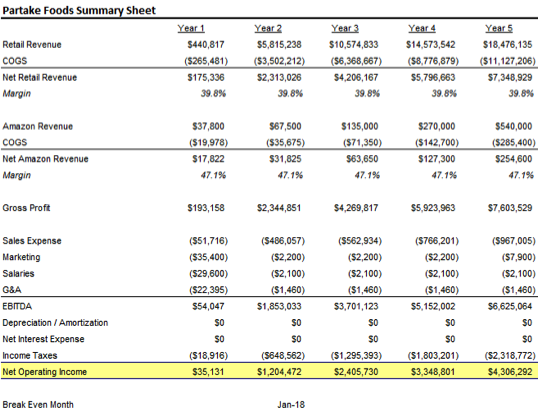 Partake Foods Summary Sheet
Year 1 Year 2 Year 3 Year 4 Year 5
Retail Revenue $440,817 $5,815,238 $10,574,833 $14,573,542 $18,476,135
COGS ($265,481) ($3,502,212) ($6,368,667) ($8,776,879) ($11,127,206)
Net Retail Revenue $175,336 $2,313,026 $4,206,167 $5,796,663 $7,348,929
Margin 39.8% 39.8% 39.8% 39.8% 39.8%
Amazon Revenue $37,800 $67,500 $135,000 $270,000 $540,000
COGS ($19,978) ($35,675) ($71,350) ($142,700) ($285,400)
Net Amazon Revenue $17,822 $31,825 $63,650 $127,300 $254,600
Margin 47.1% 47.1% 47.1% 47.1% 47.1%
Gross Profit $193,158 $2,344,851 $4,269,817 $5,923,963 $7,603,529
Sales Expense ($51,716) ($486,057) ($562,934) ($766,201) ($967,005)
Marketing ($35,400) ($2,200) ($2,200) ($2,200) ($7,900)
Salaries ($29,600) ($2,100) ($2,100) ($2,100) ($2,100)
G&A ($22,395) ($1,460) ($1,460) ($1,460) ($1,460)
EBITDA $54,047 $1,853,033 $3,701,123 $5,152,002 $6,625,064
Depreciation / Amortization $0 $0 $0 $0 $0
Net Interest Expense $0 $0 $0 $0 $0
Income Taxes ($18,916) ($648,562) ($1,295,393) ($1,803,201) ($2,318,772)
Net Operating Income $35,131 $1,204,472 $2,405,730 $3,348,801 $4,306,292
Break Even Month Jan-18